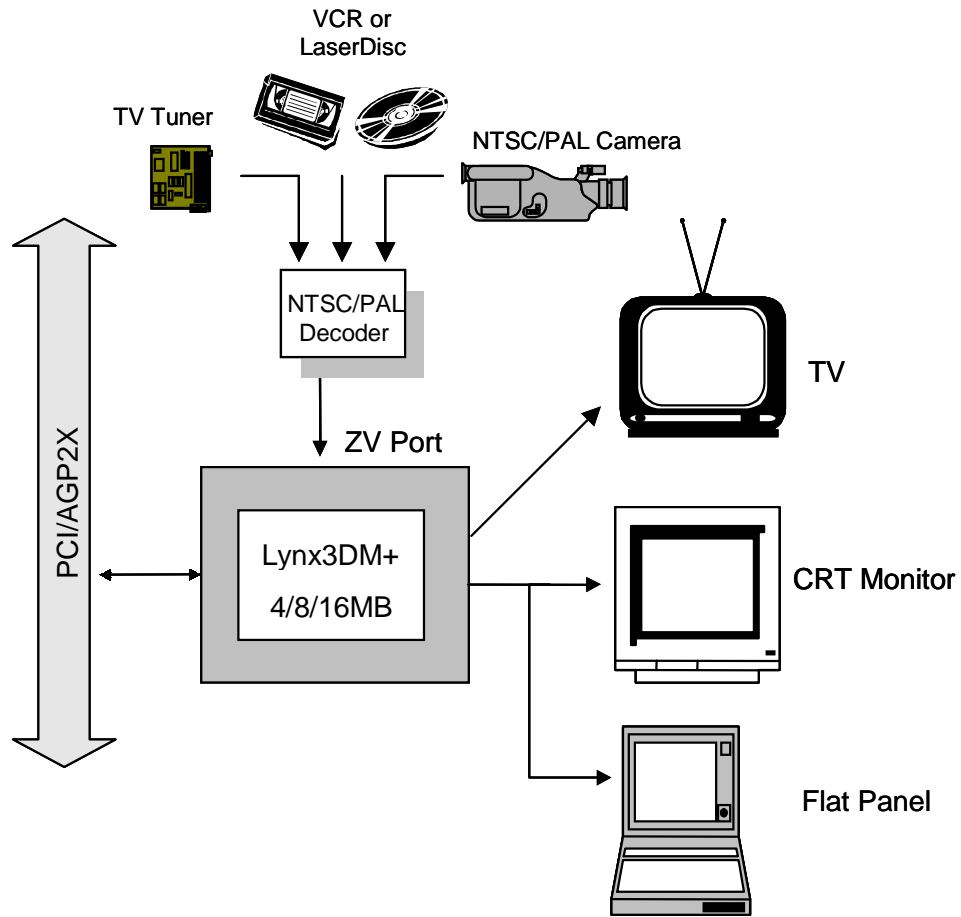 VCR or
LaserDisc
TV Tuner
NTSC/PAL Camera
NTSC/PAL
Decoder
TV
ZV Port
PCI/AGP2X
Lynx3DM+
4/8/16MB
CRT Monitor
Flat Panel